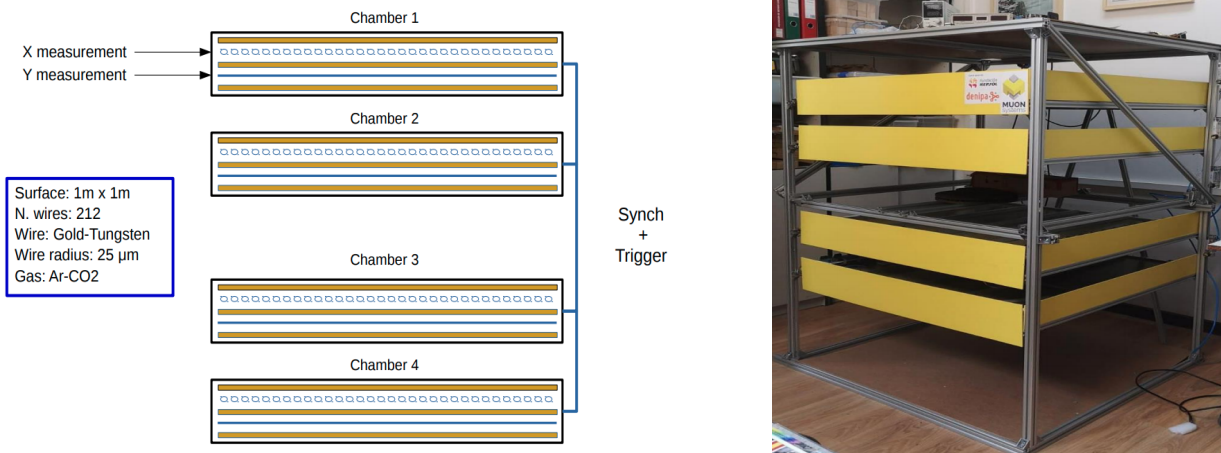 Chamber 1
X measurement
Y measurement
Chamber 2
Surface: 1m x 1m
N. wires: 212
Wire: Gold-Tungsten
Wire radius: 25 μm
Gas: Ar-CO2
Synch
+
Trigger
Chamber 3
Chamber 4
denipa
MUON